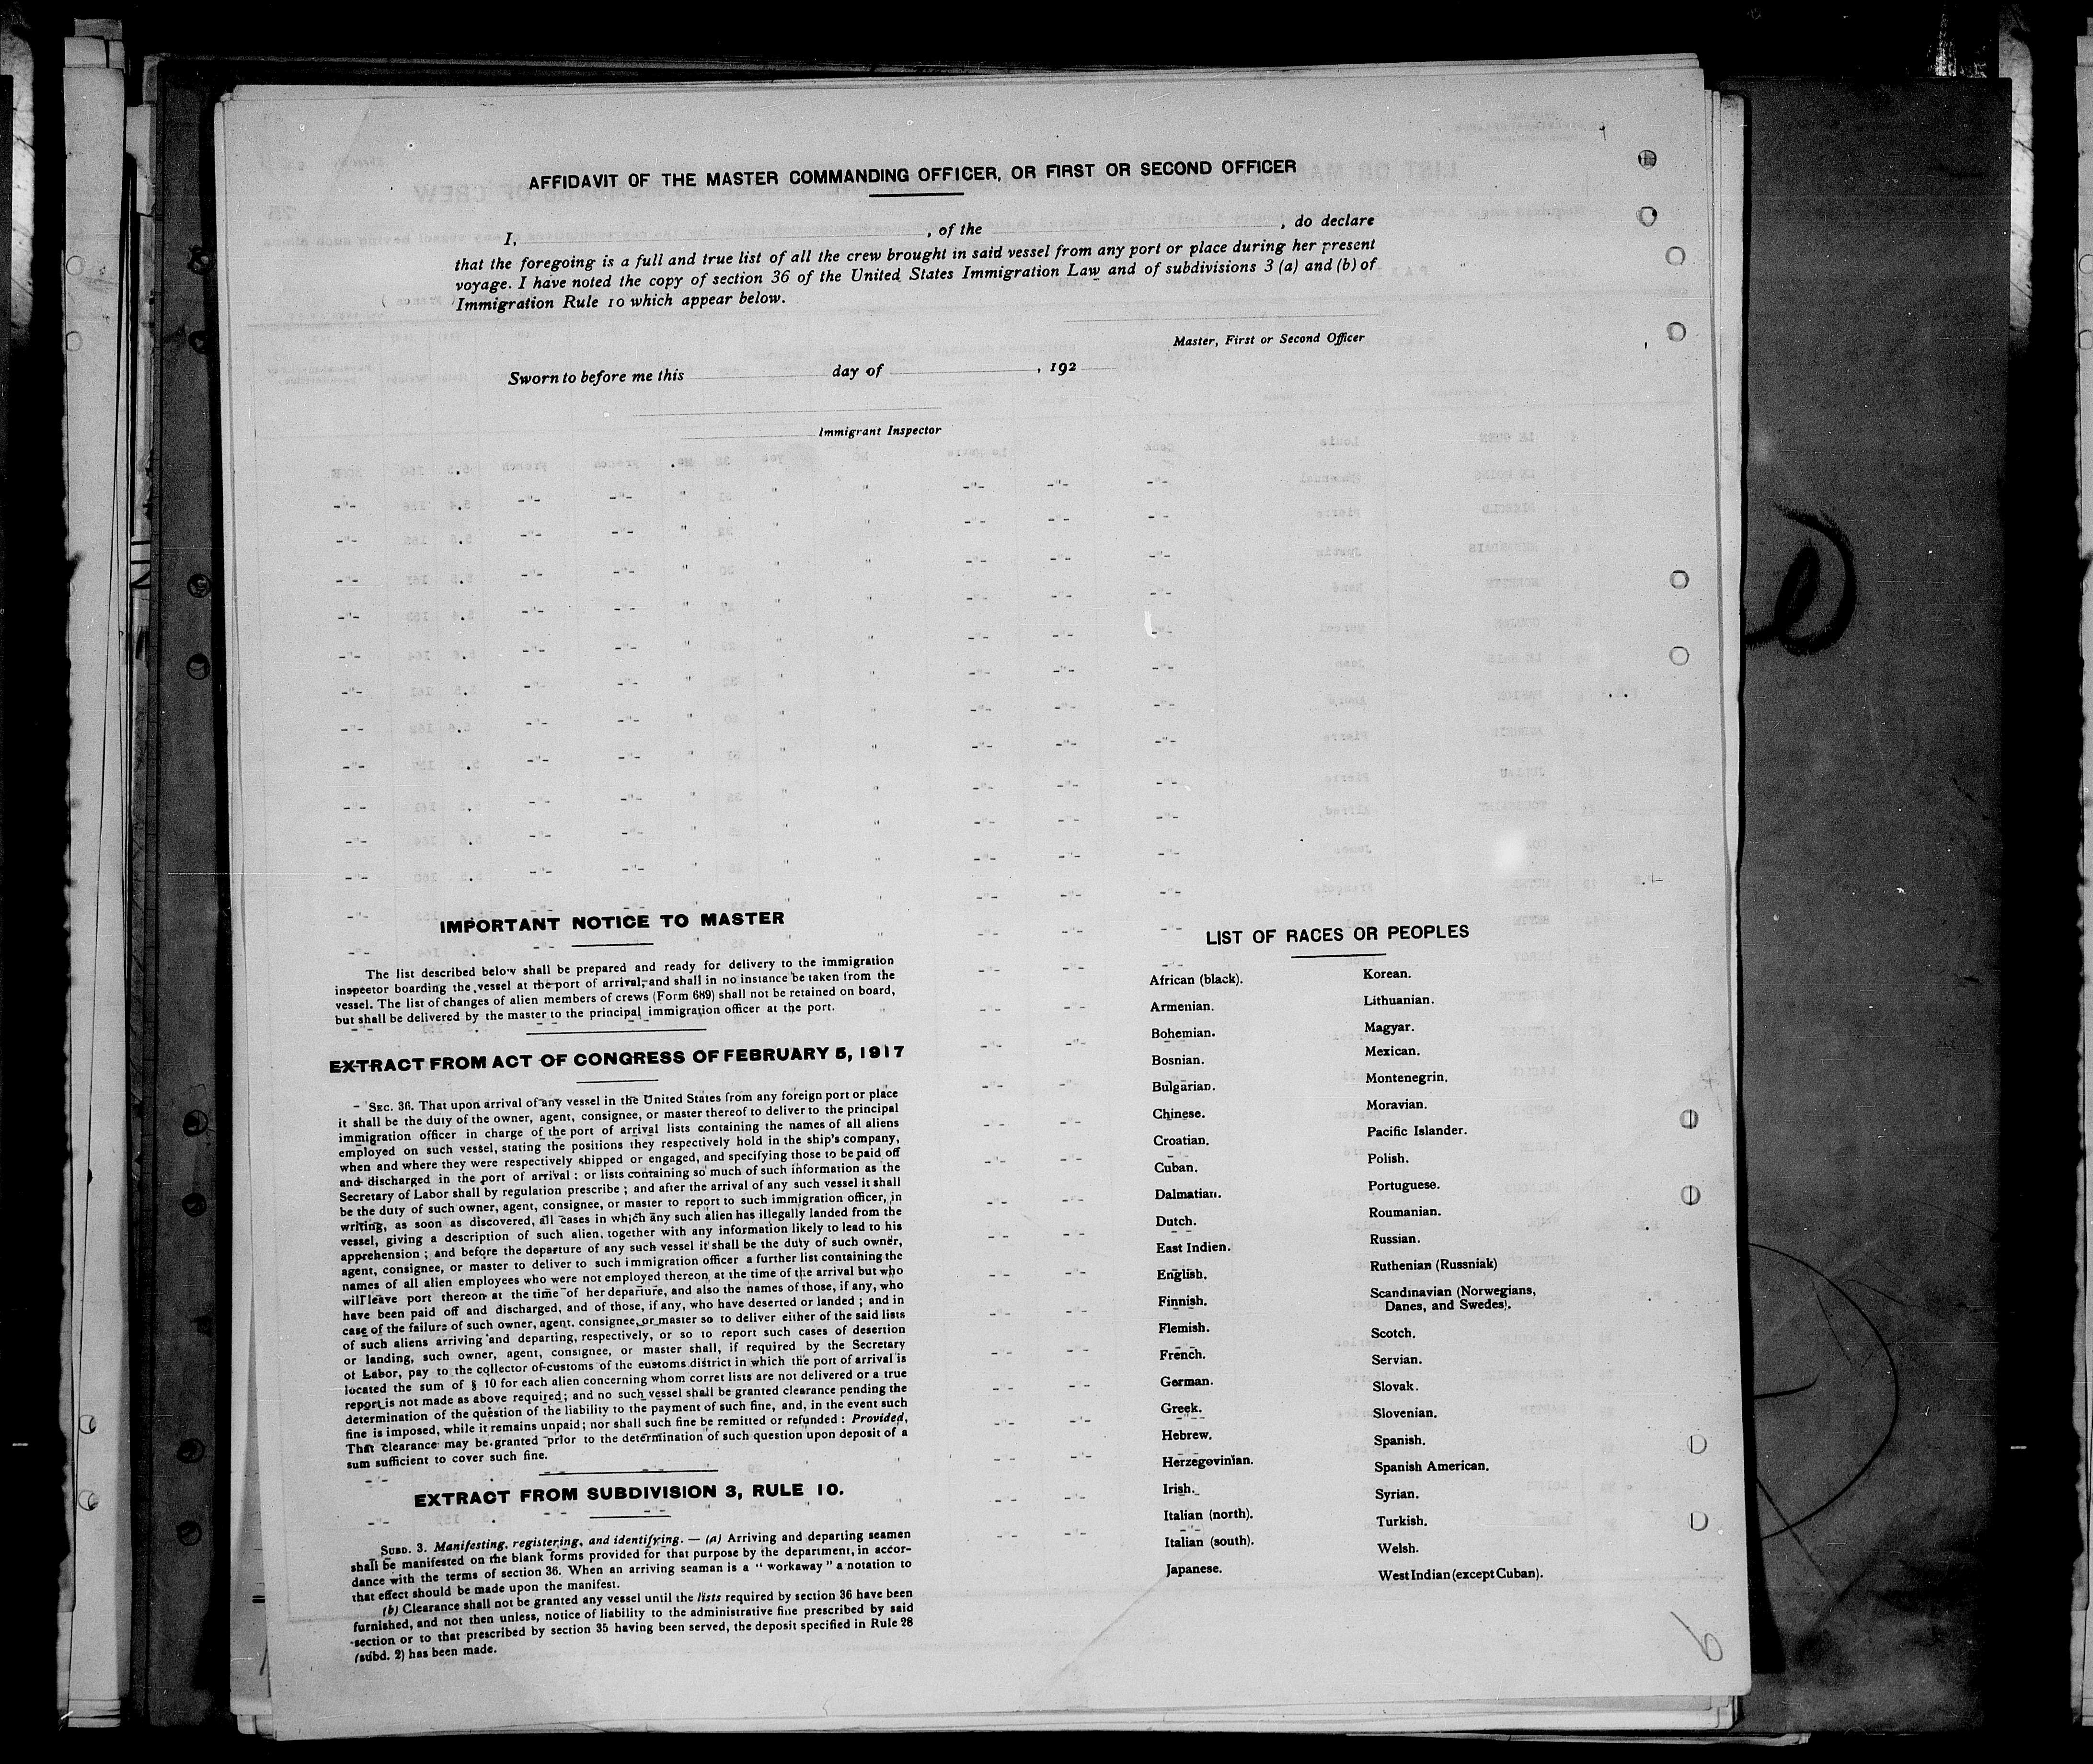 AFFIDAVIT OF THE MASTER COMMANDING OFFICER, OR FIRST OR SECOND OFFICER
I, , of the , do declare
that the foregoing is a full and true list of all the crew brought in said vessel from any port or place during her present
voyage. I have noted the copy of section 36 of the United States Immigration Law and of subdivisions 3 (a) and (b) of
Immigration Rule 10 which appear below.
Master, First or Second Officer
Sworn to before me this day of , 192
Immigrant Inspector
IMPORTANT NOTICE TO MASTER
The list described below shall be prepared and ready for delivery to the immigration
inspector boarding the vessel at the port of arrival, and shall in no instance be taken from the
vessel. The list of changes of alien members of crews (Form 689) shall not be retained on board,
but shall be delivered by the master to the principal immigration officer at the port.
EXTRACT FROM ACT OF CONGRESS OF FEBRUARY 5, 1917
SEC. 36. That upon arrival of any vessel in the United States from any foreign port or place
it shall be the duty of the owner, agent, consignee, or master thereof to deliver to the principal
immigration officer in charge of the port of arrival lists containing the names of all aliens
employed on such vessel, stating the positions they respectively hold in the ship's company,
when and where they were respectively shipped or engaged, and specifying those to be paid off
and discharged in the port of arrival ; or lists containing so much of such information as the
Secretary of Labor shall by regulation prescribe ; and after the arrival of any such vessel it shall
be the duty of such owner, agent, consignee, or master to report to such immigration officer, in
writing, as soon as discovered, all cases in which any such alien has illegally landed from the
vessel, giving a description of such alien, together with any information likely to lead to his
apprehension ; and before the departure of any such vessel it shall be the duty of such owner,
agent, consignee, or master to deliver to such immigration officer a further list containing the
names of all alien employees who were not employed thereon at the time of the arrival but who
will leave port thereon at the time of her departure, and also the names of those, if any, who
have been paid off and discharged, and of those, if any, who have deserted or landed ; and in
case of the failure of such owner, agent, consignee, or master so to deliver either of the said lists
of such aliens arriving and departing, respectively, or so to report such cases of desertion
or landing, such owner, agent, consignee, or master shall, if required by the Secretary
of Labor, pay to the collector of customs of the customs district in which the port of arrival is
located the sum of § 10 for each alien concerning whom corret lists are not delivered or a true
report is not made as above required ; and no such vessel shall be granted clearance pending the
determination of the question of the liability to the payment of such fine, and, in the event such
fine is imposed, while it remains unpaid ; nor shall such fine be remitted or refunded : Provided,
That clearance may be granted prior to the determination of such question upon deposit of a
sum sufficient to cover such fine.
EXTRACT FROM SUBDIVISION 3, RULE 10.
SUBD. 3. Manifesting, registering, and identifying. — (a) Arriving and departing seamen
shall be manifested on the blank forms provided for that purpose by the department, in accor-
dance with the terms of section 36. When an arriving seaman is a " workaway " a notation to
that effect should be made upon the manifest.
(b) Clearance shall not be granted any vessel until the lists required by section 36 have been
furnished, and not then unless, notice of liability to the administrative fine prescribed by said
section or to that prescribed by section 35 having been served, the deposit specified in Rule 28
(subd. 2) has been made.
LIST OF RACES OR PEOPLES
African (black).
Armenian.
Bohemian.
Bosnian.
Bulgarian.
Chinese.
Croatian.
Cuban.
Dalmatian.
Dutch.
East Indien.
English.
Finnish.
Flemish.
French.
German.
Greek.
Hebrew.
Herzegovinian.
Irish.
Italian (north).
Italian (south).
Japanese.
Korean.
Lithuanian.
Magyar.
Mexican.
Montenegrin.
Moravian.
Pacific Islander.
Polish.
Portuguese.
Roumanian.
Russian.
Ruthenian (Russniak)
Scandinavian (Norwegians,
Danes, and Swedes).
Scotch.
Servian.
Slovak.
Slovenian.
Spanish.
Spanish American.
Syrian.
Turkish.
Welsh.
West Indian (except Cuban).
6